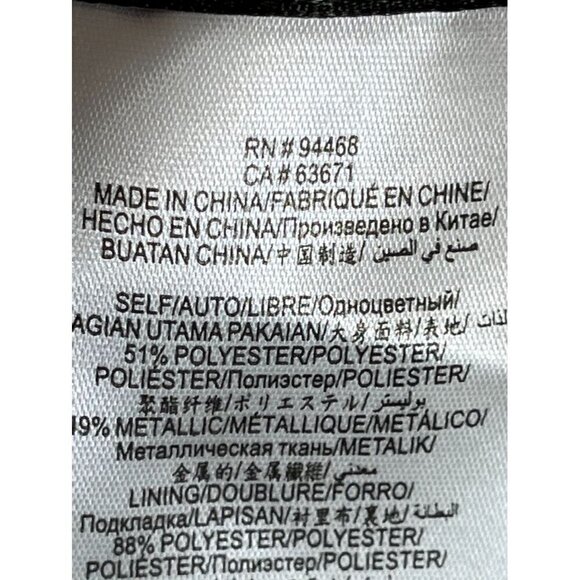 RN # 94468
CA # 63671
MADE IN CHINA/FABRIQUÉ EN CHINE/
HECHO EN CHINA/Произведено в Китае/
BUATAN CHINA/中国制造/صنع في الصين
SELF/AUTO/LIBRE/Одноцветный/
AGIAN UTAMA PAKAIAN/大身面料/表地/
51% POLYESTER/POLYESTER/
POLIÉSTER/Полиэстер/POLIESTER/
聚酯纤维/ポリエステル/بوليستر/
49% METALLIC/MÉTALLIQUE/METÁLICO/
Металлическая ткань/METALIK/
金属的/金属繊維/معدني/
LINING/DOUBLURE/FORRO/
Подкладка/LAPISAN/衬里布/裏地/البطانة/
88% POLYESTER/POLYESTER/
POLIÉSTER/Полиэстер/POLIESTER/